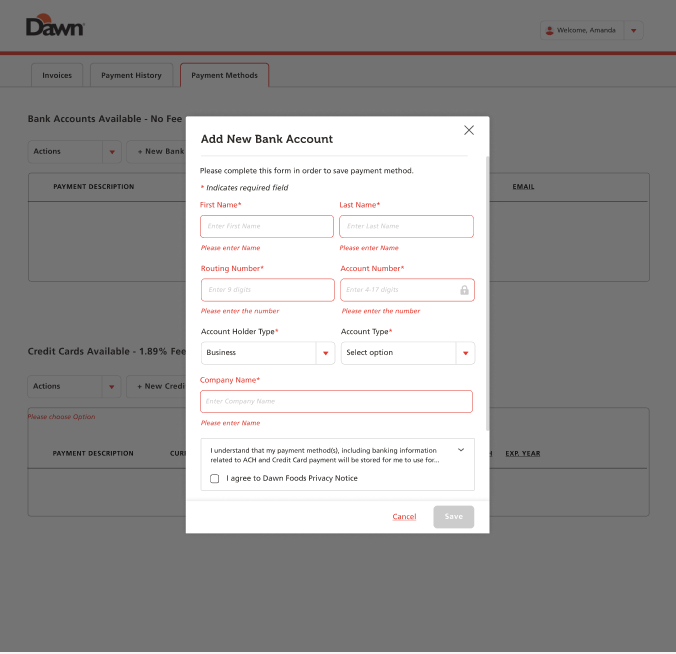 Dawn
Welcome, Amanda
Invoices
Payment History
Payment Methods
Bank Accounts Available - No Fee
Actions
+ New Bank
PAYMENT DESCRIPTION
EMAIL
Add New Bank Account
Please complete this form in order to save payment method.
* Indicates required field
First Name* Last Name*
Enter First Name Enter Last Name
Please enter Name Please enter Name
Routing Number* Account Number*
Enter 9 digits Enter 4-17 digits
Please enter the number Please enter the number
Account Holder Type* Account Type*
Business Select option
Company Name*
Enter Company Name
Please enter Name
I understand that my payment method(s), including banking information
related to ACH and Credit Card payment will be stored for me to use for...
I agree to Dawn Foods Privacy Notice
Cancel Save
Credit Cards Available - 1.89% Fee
Actions
+ New Credi
Please choose Option
PAYMENT DESCRIPTION
EXP. YEAR